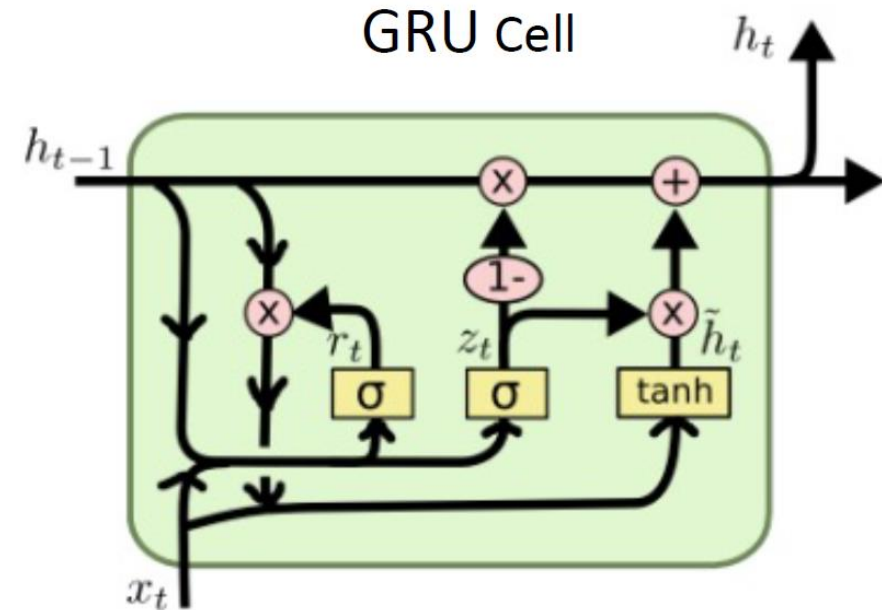 GRU Cell
h_t
h_{t-1}
x
+
1-
x
r_t
z_t
x
h̃_t
σ
σ
tanh
x_t